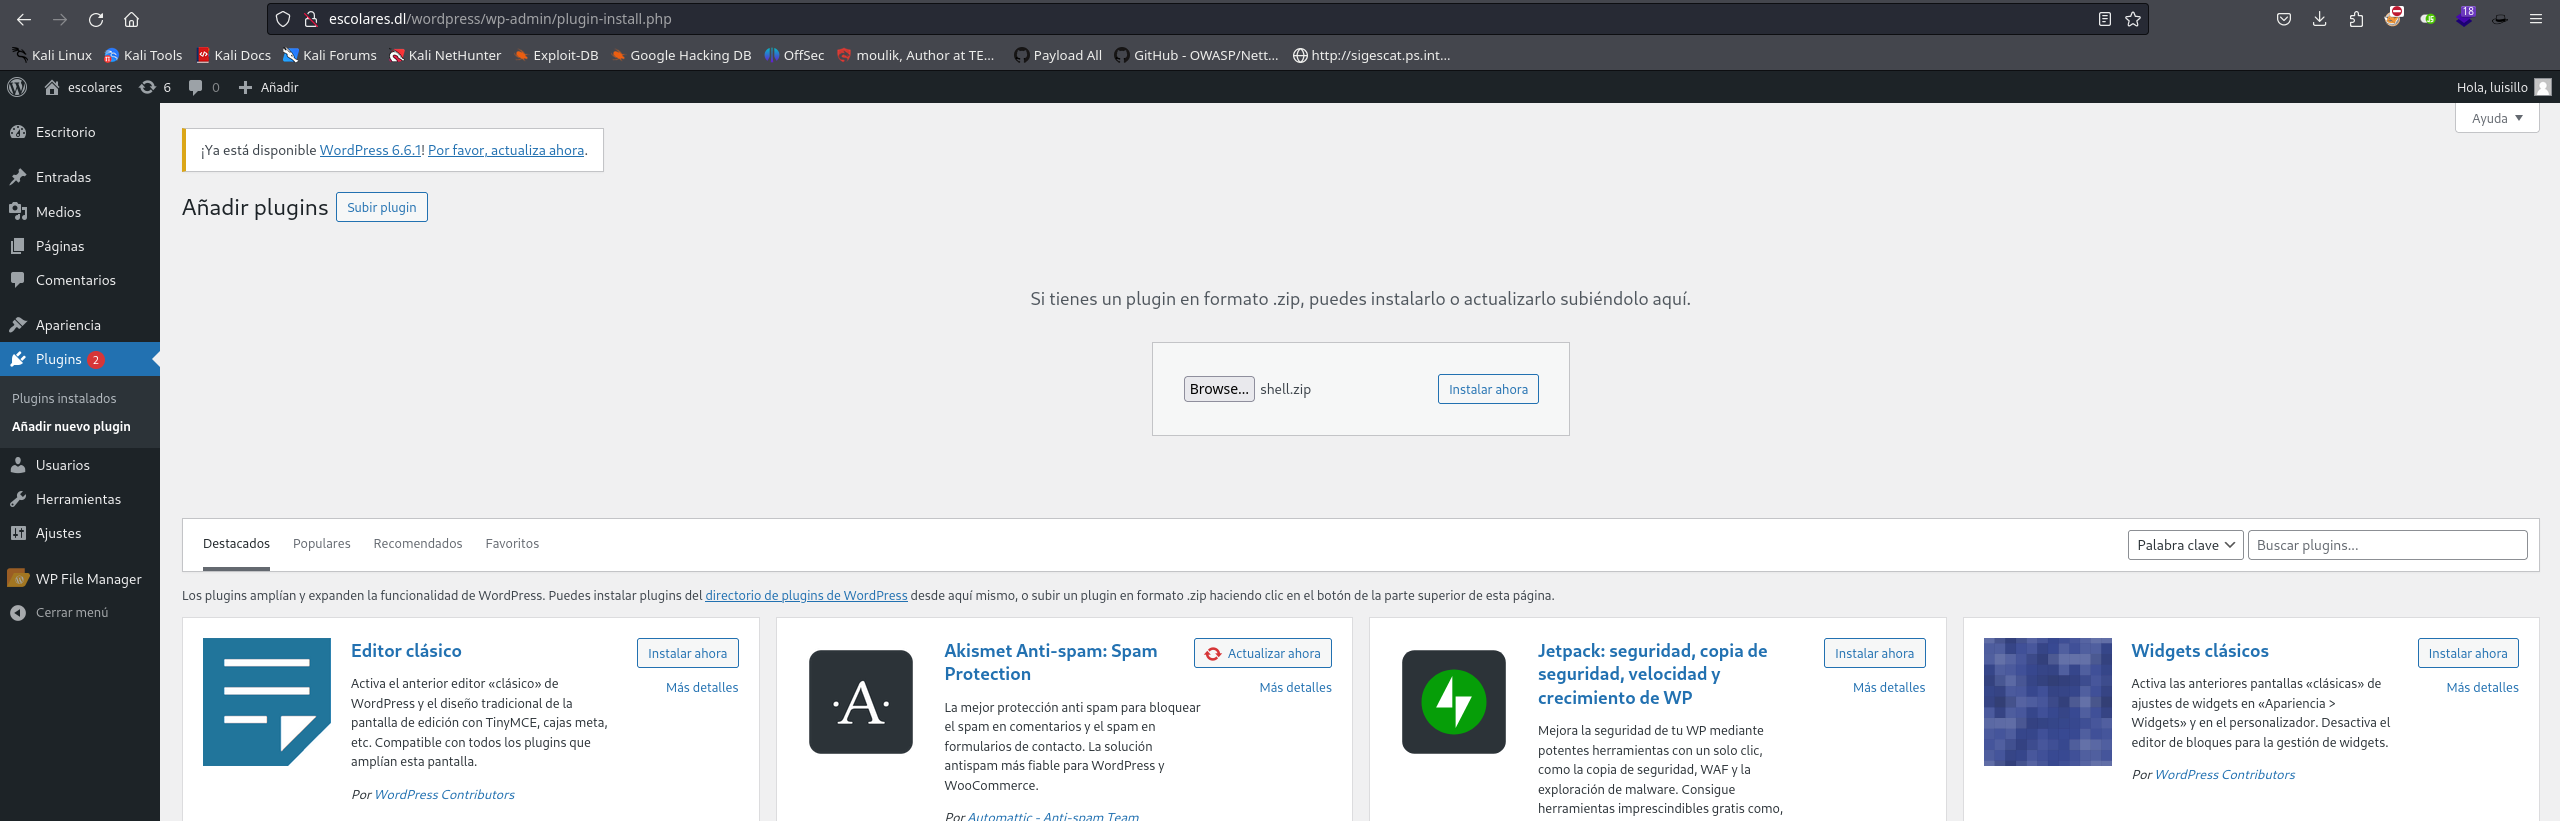 escolares.dl/wordpress/wp-admin/plugin-install.php
18
Kali Linux
Kali Tools
Kali Docs
Kali Forums
Kali NetHunter
Exploit-DB
Google Hacking DB
OffSec
moulik, Author at TE...
Payload All
GitHub - OWASP/Nett...
http://sigescat.ps.int...
escolares
6
0
Añadir
Hola, luisillo
Ayuda
Escritorio
Entradas
Medios
Páginas
Comentarios
Apariencia
Plugins 2
Plugins instalados
Añadir nuevo plugin
Usuarios
Herramientas
Ajustes
WP File Manager
Cerrar menú
¡Ya está disponible WordPress 6.6.1! Por favor, actualiza ahora.
Añadir plugins
Subir plugin
Si tienes un plugin en formato .zip, puedes instalarlo o actualizarlo subiéndolo aquí.
Browse... shell.zip
Instalar ahora
Destacados
Populares
Recomendados
Favoritos
Palabra clave
Buscar plugins...
Los plugins amplían y expanden la funcionalidad de WordPress. Puedes instalar plugins del directorio de plugins de WordPress desde aquí mismo, o subir un plugin en formato .zip haciendo clic en el botón de la parte superior de esta página.
Editor clásico
Instalar ahora
Más detalles
Activa el anterior editor «clásico» de
WordPress y el diseño tradicional de la
pantalla de edición con TinyMCE, cajas meta,
etc. Compatible con todos los plugins que
amplían esta pantalla.
Por WordPress Contributors
·A·
Akismet Anti-spam: Spam
Protection
Actualizar ahora
Más detalles
La mejor protección anti spam para bloquear
el spam en comentarios y el spam en
formularios de contacto. La solución
antispam más fiable para WordPress y
WooCommerce.
Por Automattic - Anti-spam Team
Jetpack: seguridad, copia de
seguridad, velocidad y
crecimiento de WP
Instalar ahora
Más detalles
Mejora la seguridad de tu WP mediante
potentes herramientas con un solo clic,
como la copia de seguridad, WAF y la
exploración de malware. Consigue
herramientas imprescindibles gratis como,
Widgets clásicos
Instalar ahora
Más detalles
Activa las anteriores pantallas «clásicas» de
ajustes de widgets en «Apariencia >
Widgets» y en el personalizador. Desactiva el
editor de bloques para la gestión de widgets.
Por WordPress Contributors